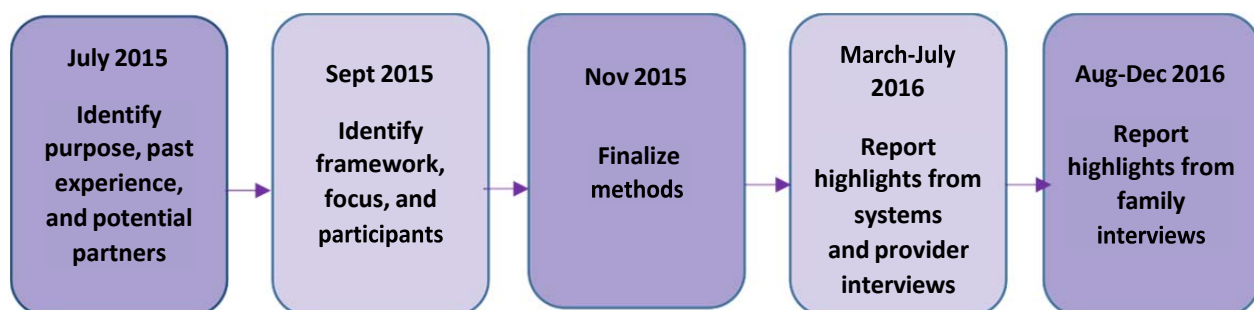 July 2015
Identify
purpose, past
experience,
and potential
partners
Sept 2015
Identify
framework,
focus, and
participants
Nov 2015
Finalize
methods
March-July
2016
Report
highlights from
systems
and provider
interviews
Aug-Dec 2016
Report
highlights from
family
interviews